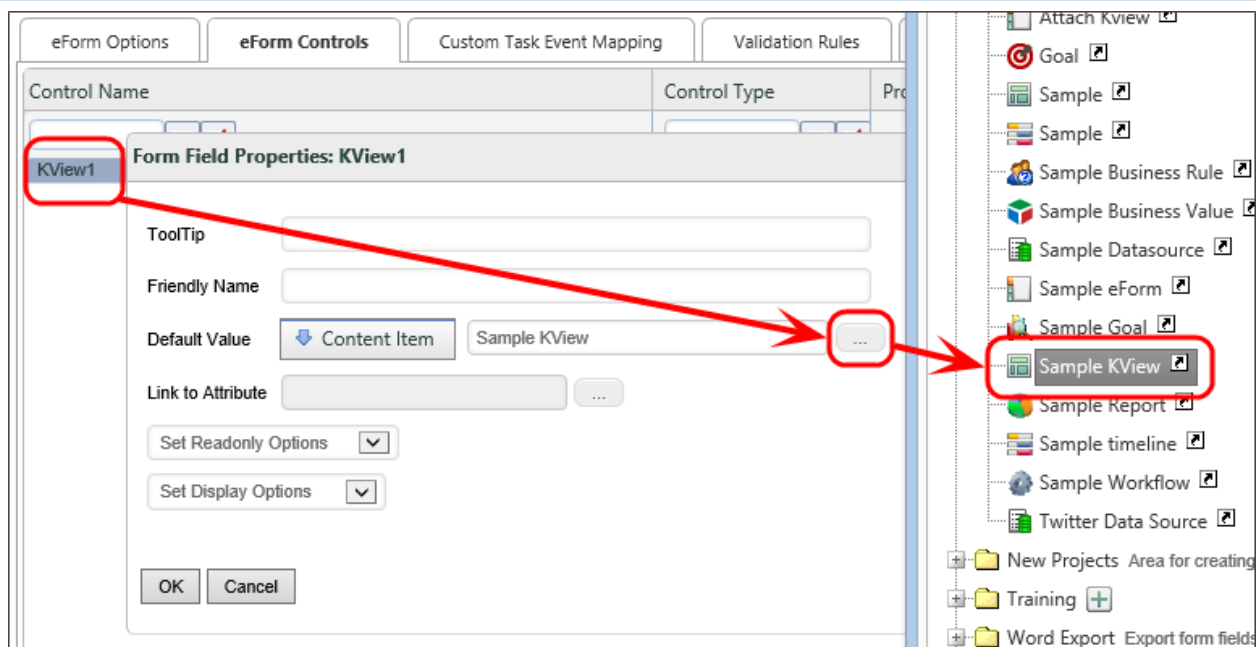 eForm Options
eForm Controls
Custom Task Event Mapping
Validation Rules
Control Name
Control Type
KView1
Form Field Properties: KView1
ToolTip
Friendly Name
Default Value
Content Item
Sample KView
...
Link to Attribute
...
Set Readonly Options
Set Display Options
OK
Cancel
Attach Kview
Goal
Sample
Sample
Sample Business Rule
Sample Business Value
Sample Datasource
Sample eForm
Sample Goal
Sample KView
Sample Report
Sample timeline
Sample Workflow
Twitter Data Source
New Projects Area for creating
Training
Word Export Export form fields